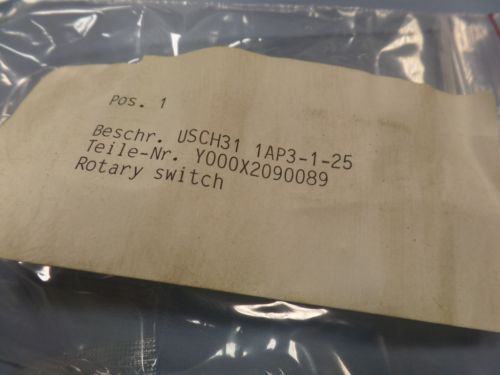 Pos. 1
Beschr. USCH31 1AP3-1-25
Teile-Nr. Y000X2090089
Rotary switch